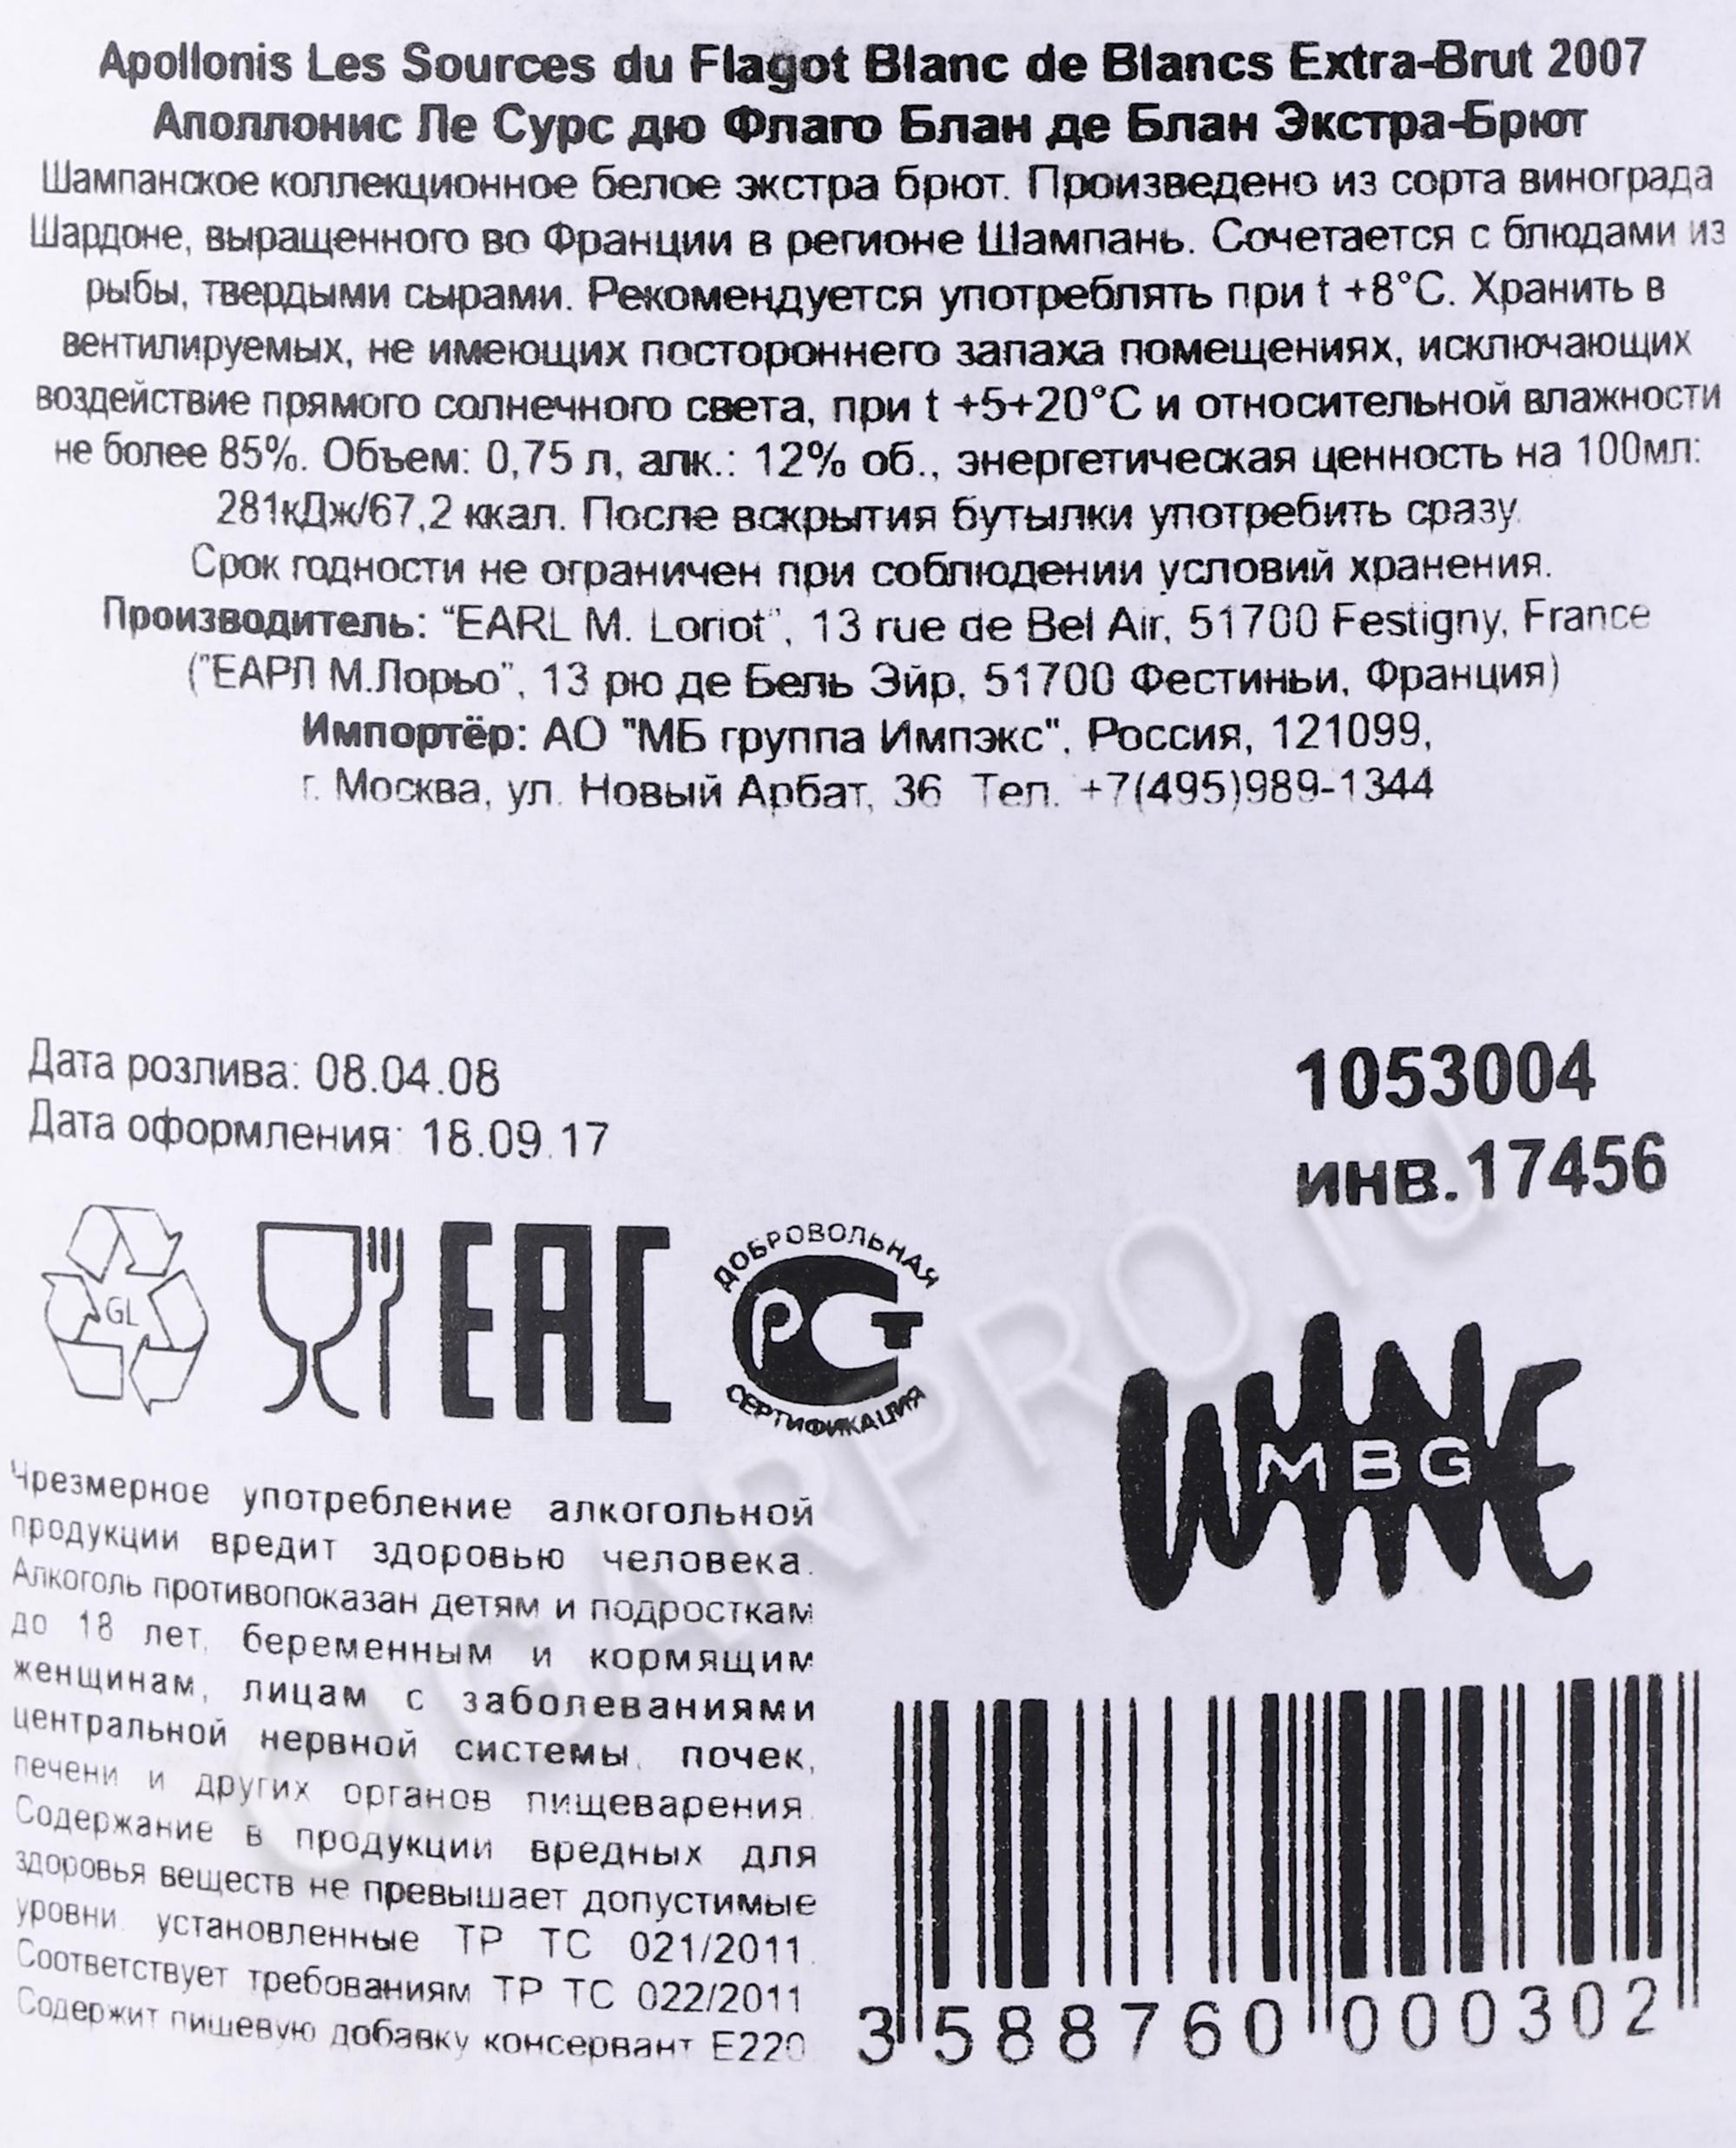 Apollonis Les Sources du Flagot Blanc de Blancs Extra-Brut 2007
Аполлонис Ле Сурс дю Флаго Блан де Блан Экстра-Брют
Шампанское коллекционное белое экстра брют. Произведено из сорта винограда
Шардоне, выращенного во Франции в регионе Шампань. Сочетается с блюдами из
рыбы, твердыми сырами. Рекомендуется употреблять при t +8°C. Хранить в
вентилируемых, не имеющих постороннего запаха помещениях, исключающих
воздействие прямого солнечного света, при t +5+20°C и относительной влажности
не более 85%. Объем: 0,75 л, алк.: 12% об., энергетическая ценность на 100мл:
281кДж/67,2 ккал. После вскрытия бутылки употребить сразу.
Срок годности не ограничен при соблюдении условий хранения.
Производитель: "EARL M. Loriot", 13 rue de Bel Air, 51700 Festigny, France
("ЕАРЛ М.Лорьо", 13 рю де Бель Эйр, 51700 Фестиньи, Франция)
Импортёр: АО "МБ группа Импэкс", Россия, 121099,
г. Москва, ул. Новый Арбат, 36 Тел. +7(495)989-1344
Дата розлива: 08.04.08
Дата оформления: 18.09.17
1053004
инв.17456
GL
EAC
ДОБРОВОЛЬНАЯ
РСТ
СЕРТИФИКАЦИЯ
WINE
MBG
Чрезмерное употребление алкогольной
продукции вредит здоровью человека.
Алкоголь противопоказан детям и подросткам
до 18 лет, беременным и кормящим
женщинам, лицам с заболеваниями
центральной нервной системы, почек,
печени и других органов пищеварения.
Содержание в продукции вредных для
здоровья веществ не превышает допустимые
уровни, установленные ТР ТС 021/2011.
Соответствует требованиям ТР ТС 022/2011
Содержит пищевую добавку консервант Е220
3 588760 000302
CIGARPRO.ru